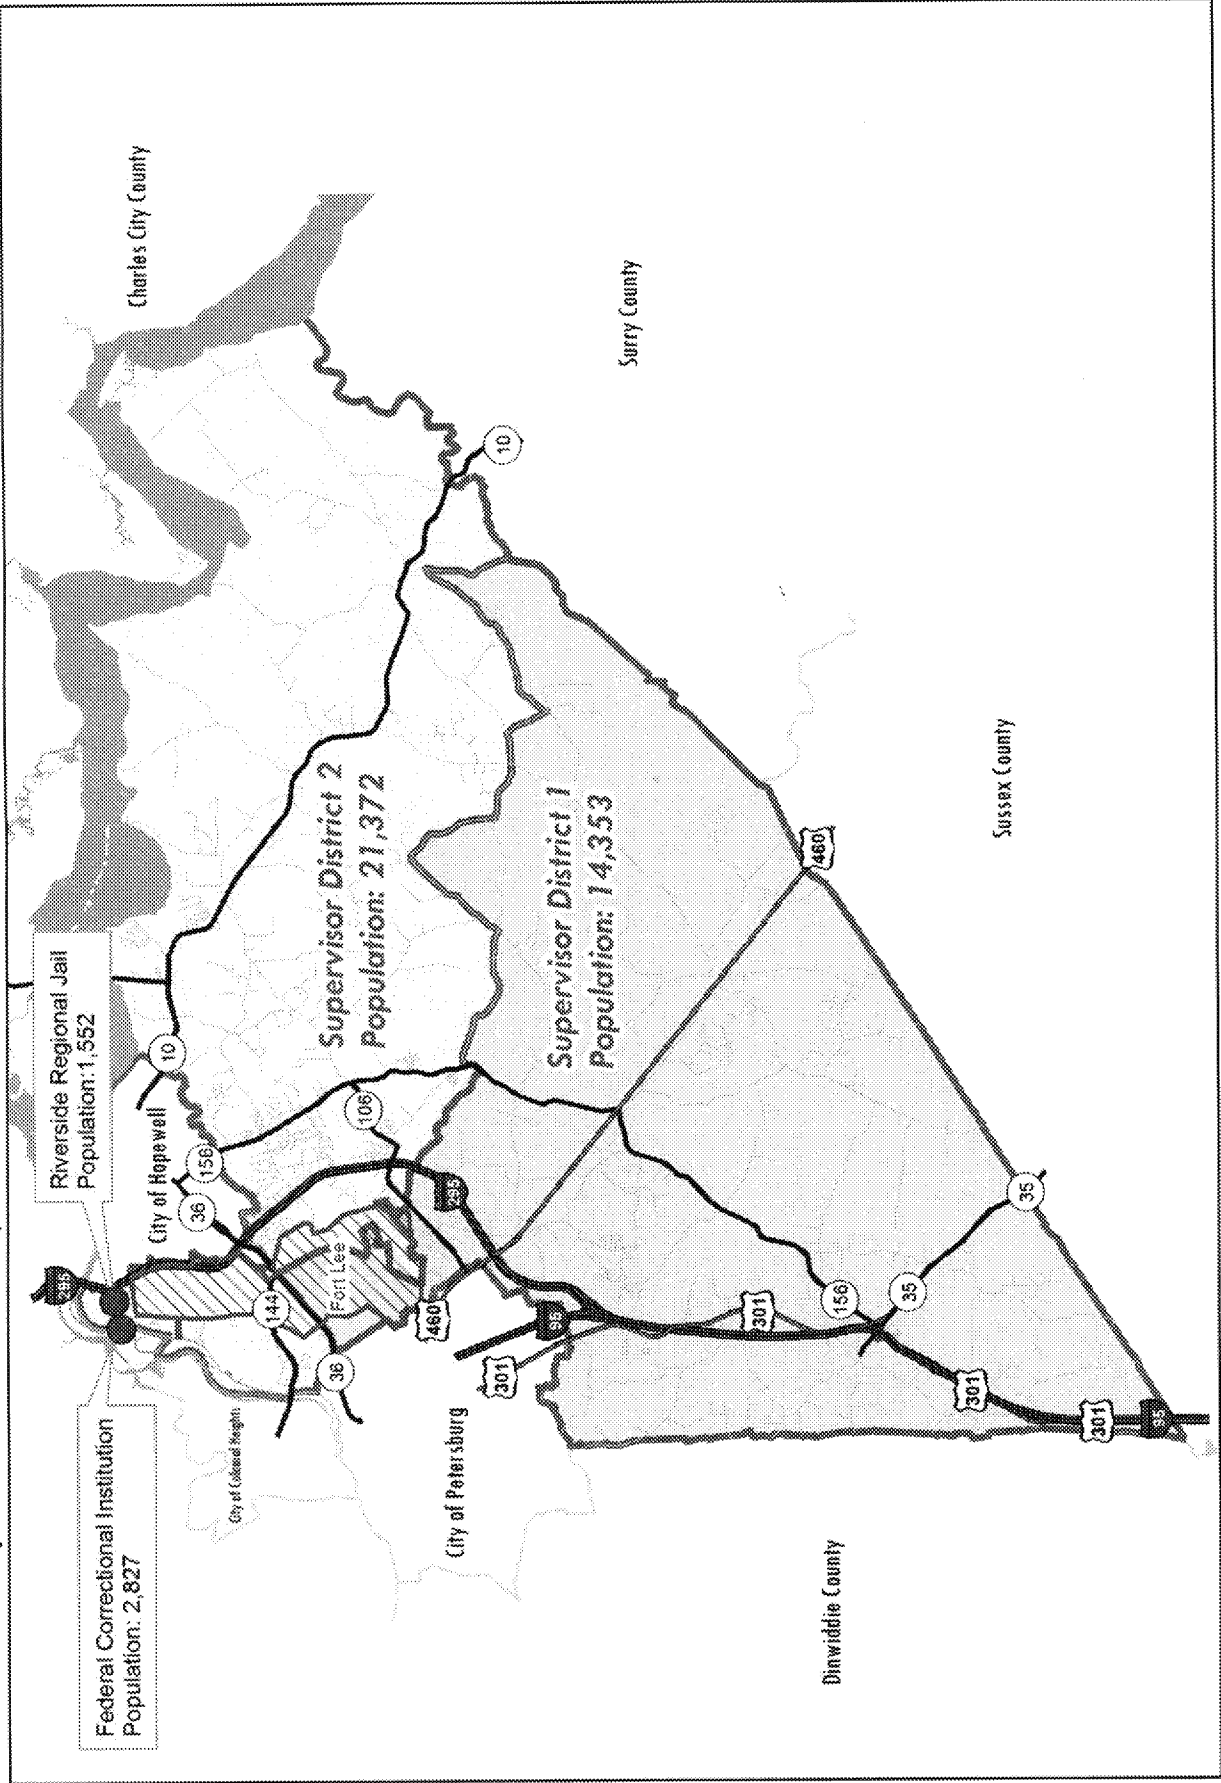 Federal Correctional Institution
Population: 2,827
Riverside Regional Jail
Population:1,552
295
City of Hopewell
36
156
10
144
Fort Lee
36
106
City of Colonial Heights
Supervisor District 2
Population: 21,372
Charles City County
10
460
295
City of Petersburg
301
95
Supervisor District 1
Population: 14,353
Surry County
301
156
35
460
Dinwiddie County
301
35
Sussex County
301
95